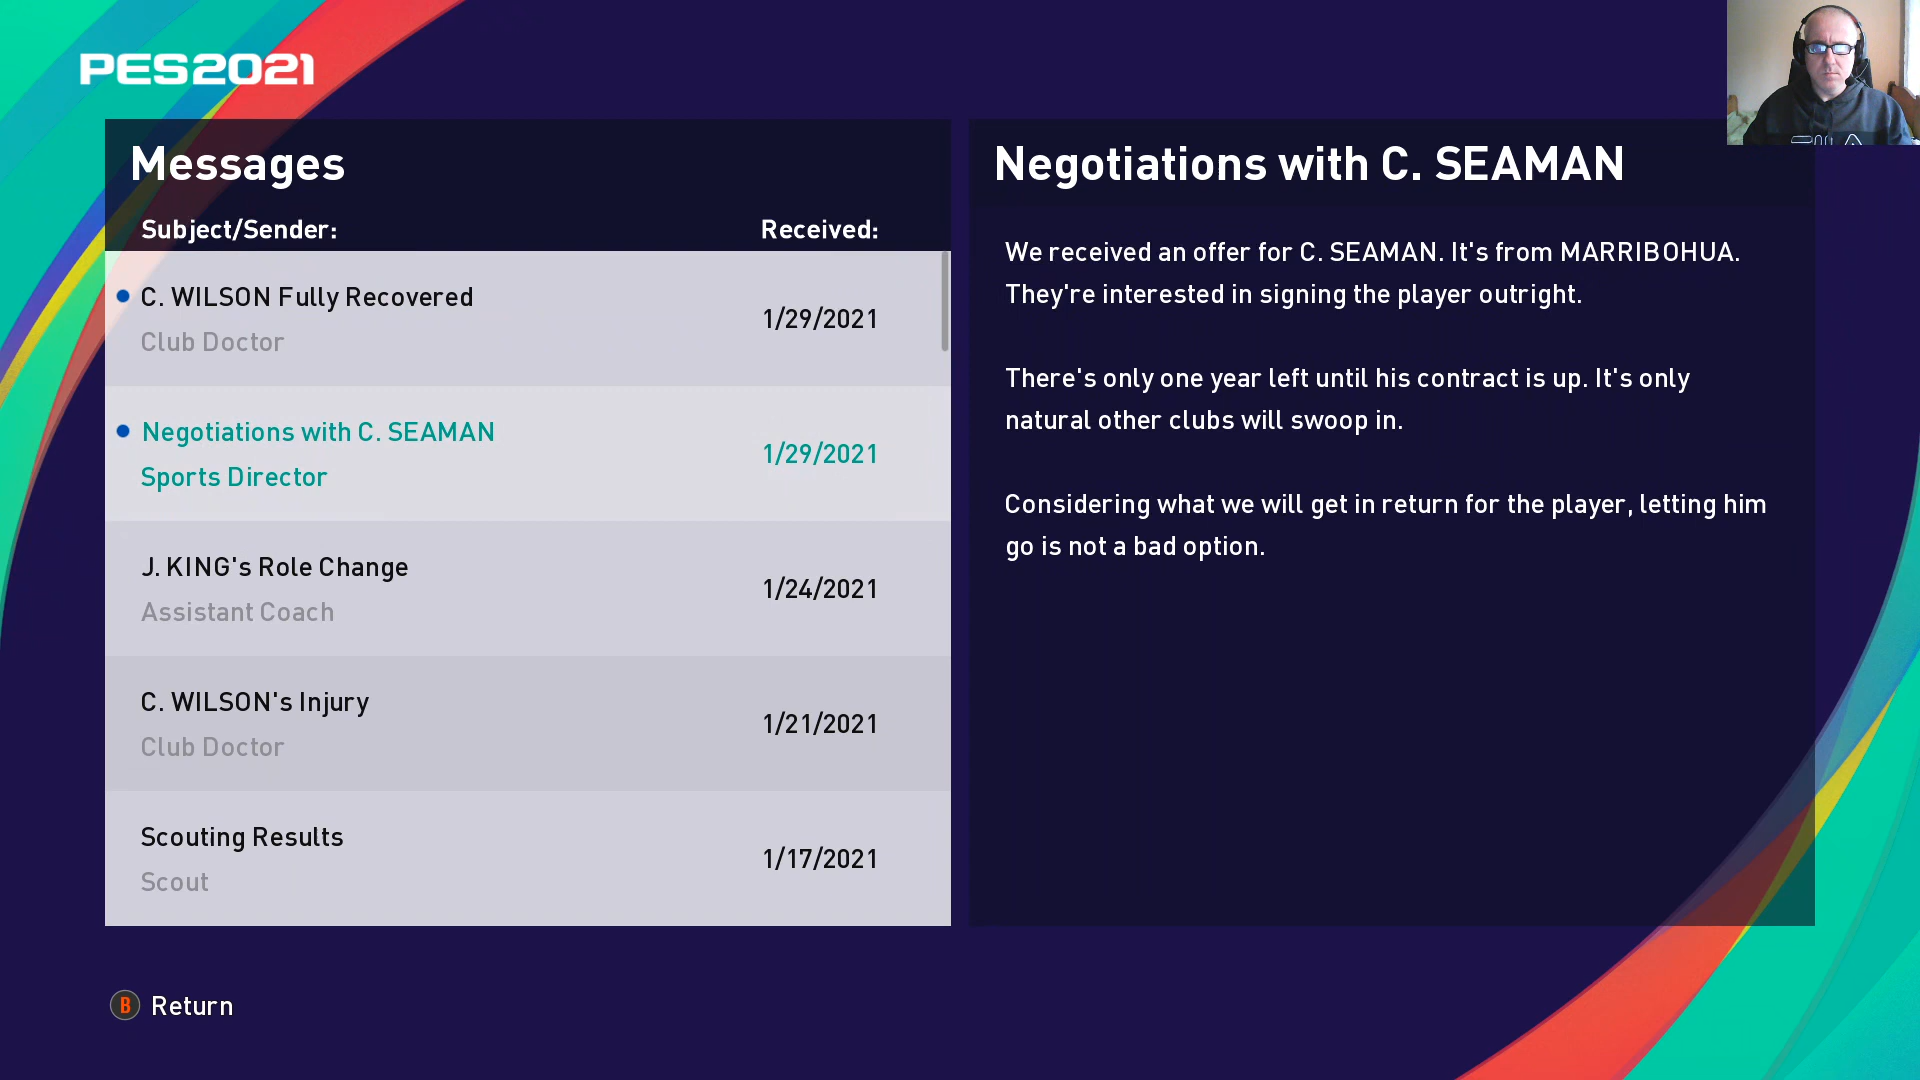 PES2021
Messages
Subject/Sender:
Received:
C. WILSON Fully Recovered
Club Doctor
1/29/2021
Negotiations with C. SEAMAN
Sports Director
1/29/2021
J. KING's Role Change
Assistant Coach
1/24/2021
C. WILSON's Injury
Club Doctor
1/21/2021
Scouting Results
Scout
1/17/2021
Negotiations with C. SEAMAN
We received an offer for C. SEAMAN. It's from MARRIBOHUA.
They're interested in signing the player outright.
There's only one year left until his contract is up. It's only
natural other clubs will swoop in.
Considering what we will get in return for the player, letting him
go is not a bad option.
B Return